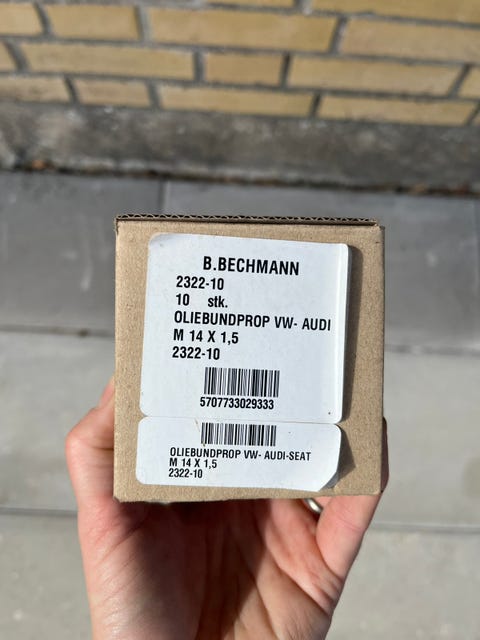 B.BECHMANN
2322-10
10 stk.
OLIEBUNDPROP VW- AUDI
M 14 X 1,5
2322-10
5707733029333
OLIEBUNDPROP VW- AUDI-SEAT
M 14 X 1,5
2322-10